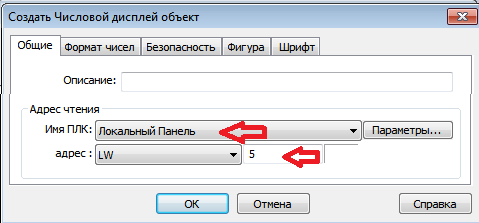 Создать Числовой дисплей объект
Общие Формат чисел Безопасность Фигура Шрифт
Описание:
Адрес чтения
Имя ПЛК: Локальный Панель Параметры...
адрес : LW 5
OK Отмена Справка